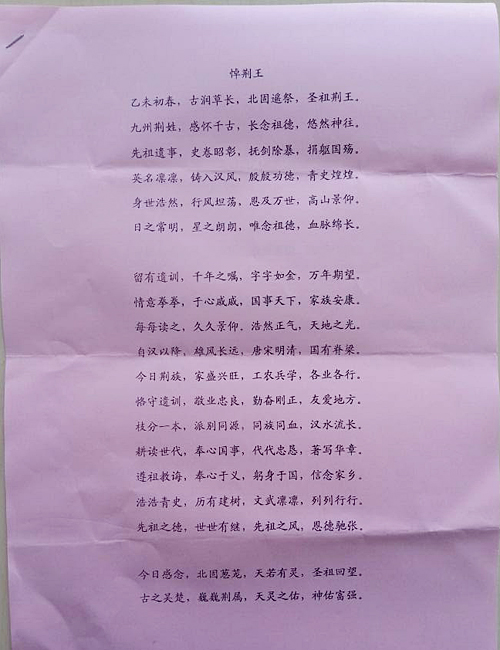 悼荆王
乙未初春，古润草长，北固遥祭，圣祖荆王。
九州荆姓，感怀千古，长念祖德，悠然神往。
先祖遗事，史卷昭彰，抚剑除暴，捐躯国殇。
英名凛凛，铸入汉风，殷殷功德，青史煌煌。
身世浩然，行风坦荡，恩及万世，高山景仰。
日之常明，星之朗朗，唯念祖德，血脉绵长。
留有遗训，千年之嘱，字字如金，万年期望。
情意拳拳，于心戚戚，国事天下，家族安康。
每每读之，久久景仰。浩然正气，天地之光。
自汉以降，雄风长远，唐宋明清，国有脊梁。
今日荆族，家盛兴旺，工农兵学，各业各行。
恪守遗训，敬业忠良，勤奋刚正，友爱地方。
枝分一本，派别同源，同族同血，汉水流长。
耕读世代，奉心国事，代代忠恳，著写华章。
遵祖教诲，奉心于义，躬身于国，信念家乡。
浩浩青史，历有建树，文武凛凛，列列行行。
先祖之德，世世有继，先祖之风，恩德驰张。
今日感念，北固葱笼，天若有灵，圣祖回望。
古之吴楚，巍巍荆属，天灵之佑，神佑富强。